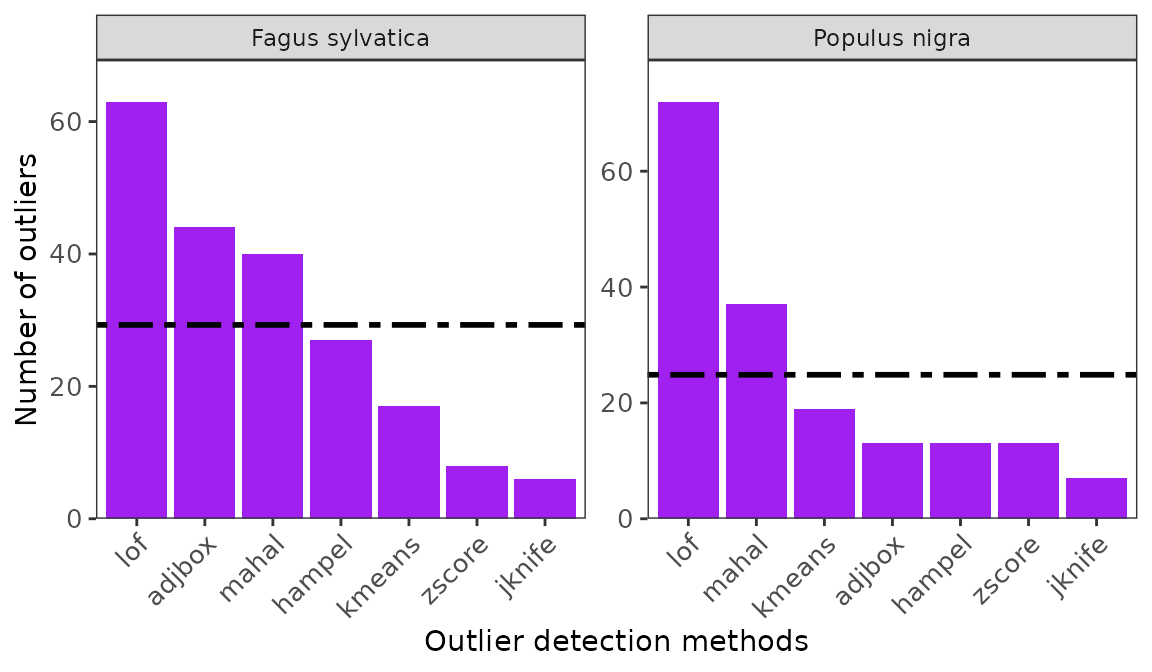 Fagus sylvatica
Populus nigra
Number of outliers
60
40
20
0
60
40
20
0
lof
adjbox
mahal
hampel
kmeans
zscore
jknife
lof
mahal
kmeans
adjbox
hampel
zscore
jknife
Outlier detection methods